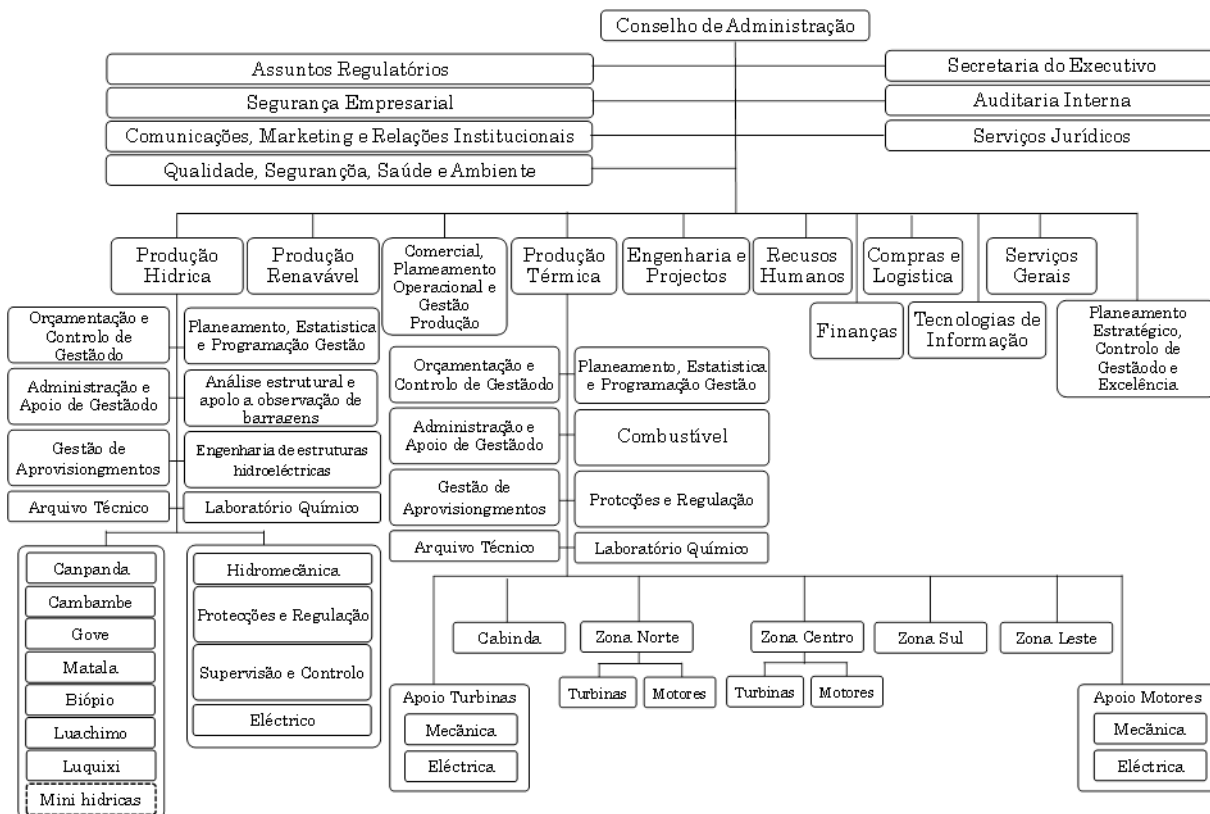 Conselho de Administração
Assuntos Regulatórios
Secretaria do Executivo
Segurança Empresarial
Auditaria Interna
Comunicações, Marketing e Relações Institucionais
Serviços Jurídicos
Qualidade, Segurançõa, Saúde e Ambiente
Produção
Hidrica
Produção
Renavável
Comercial,
Plameamento
Operacional e
Gestão
Produção
Produção
Térmica
Engenharia e
Projectos
Recusos
Humanos
Compras e
Logistica
Serviços
Gerais
Finanças
Tecnologias de
Informação
Planeamento
Estratégico,
Controlo de
Gestãodo e
Excelência
Orçamentação e
Controlo de
Gestãodo
Planeamento, Estatistica
e Programação Gestão
Administração e
Apoio de Gestãodo
Análise estrutural e
apolo a observação de
barragens
Gestão de
Aprovisiongmentos
Engenharia de estruturas
hidroeléctricas
Arquivo Técnico
Laboratório Químico
Orçamentação
e Controlo de Gestãodo
Planeamento, Estatistica
e Programação Gestão
Administração e
Apoio de Gestãodo
Combustível
Gestão de
Aprovisiongmentos
Protcções e Regulação
Arquivo Técnico
Laboratório Químico
Canpanda
Cambambe
Gove
Matala
Biópio
Luachimo
Luquixi
Mini hidricas
Hidromecânica
Protecções e Regulação
Supervisão e Controlo
Eléctrico
Cabinda
Zona Norte
Zona Centro
Zona Sul
Zona Leste
Turbinas
Motores
Turbinas
Motores
Apoio Turbinas
Mecãnica
Eléctrica
Apoio Motores
Mecãnica
Eléctrica